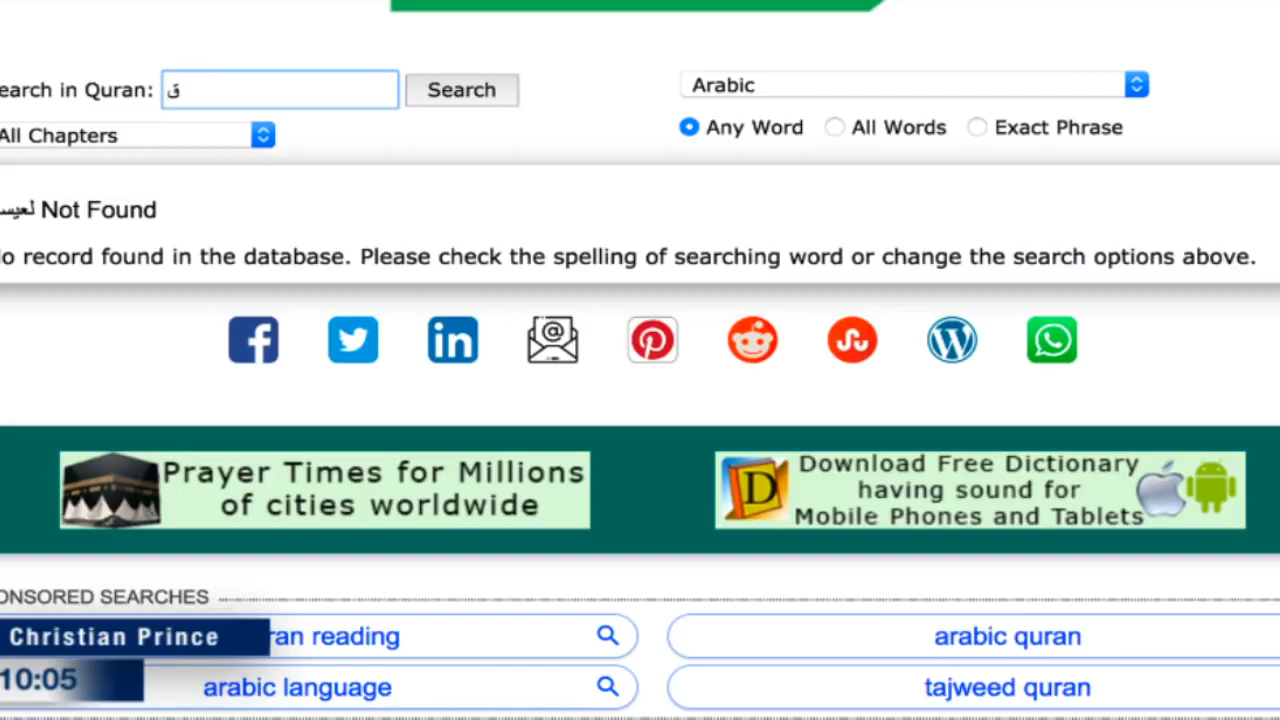 earch in Quran: ق Search Arabic
All Chapters
Any Word All Words Exact Phrase
Not Found
o record found in the database. Please check the spelling of searching word or change the search options above.
Prayer Times for Millions
of cities worldwide
Download Free Dictionary
having sound for
Mobile Phones and Tablets
ONSORED SEARCHES
Christian Prince
ran reading
arabic quran
10:05
arabic language
tajweed quran